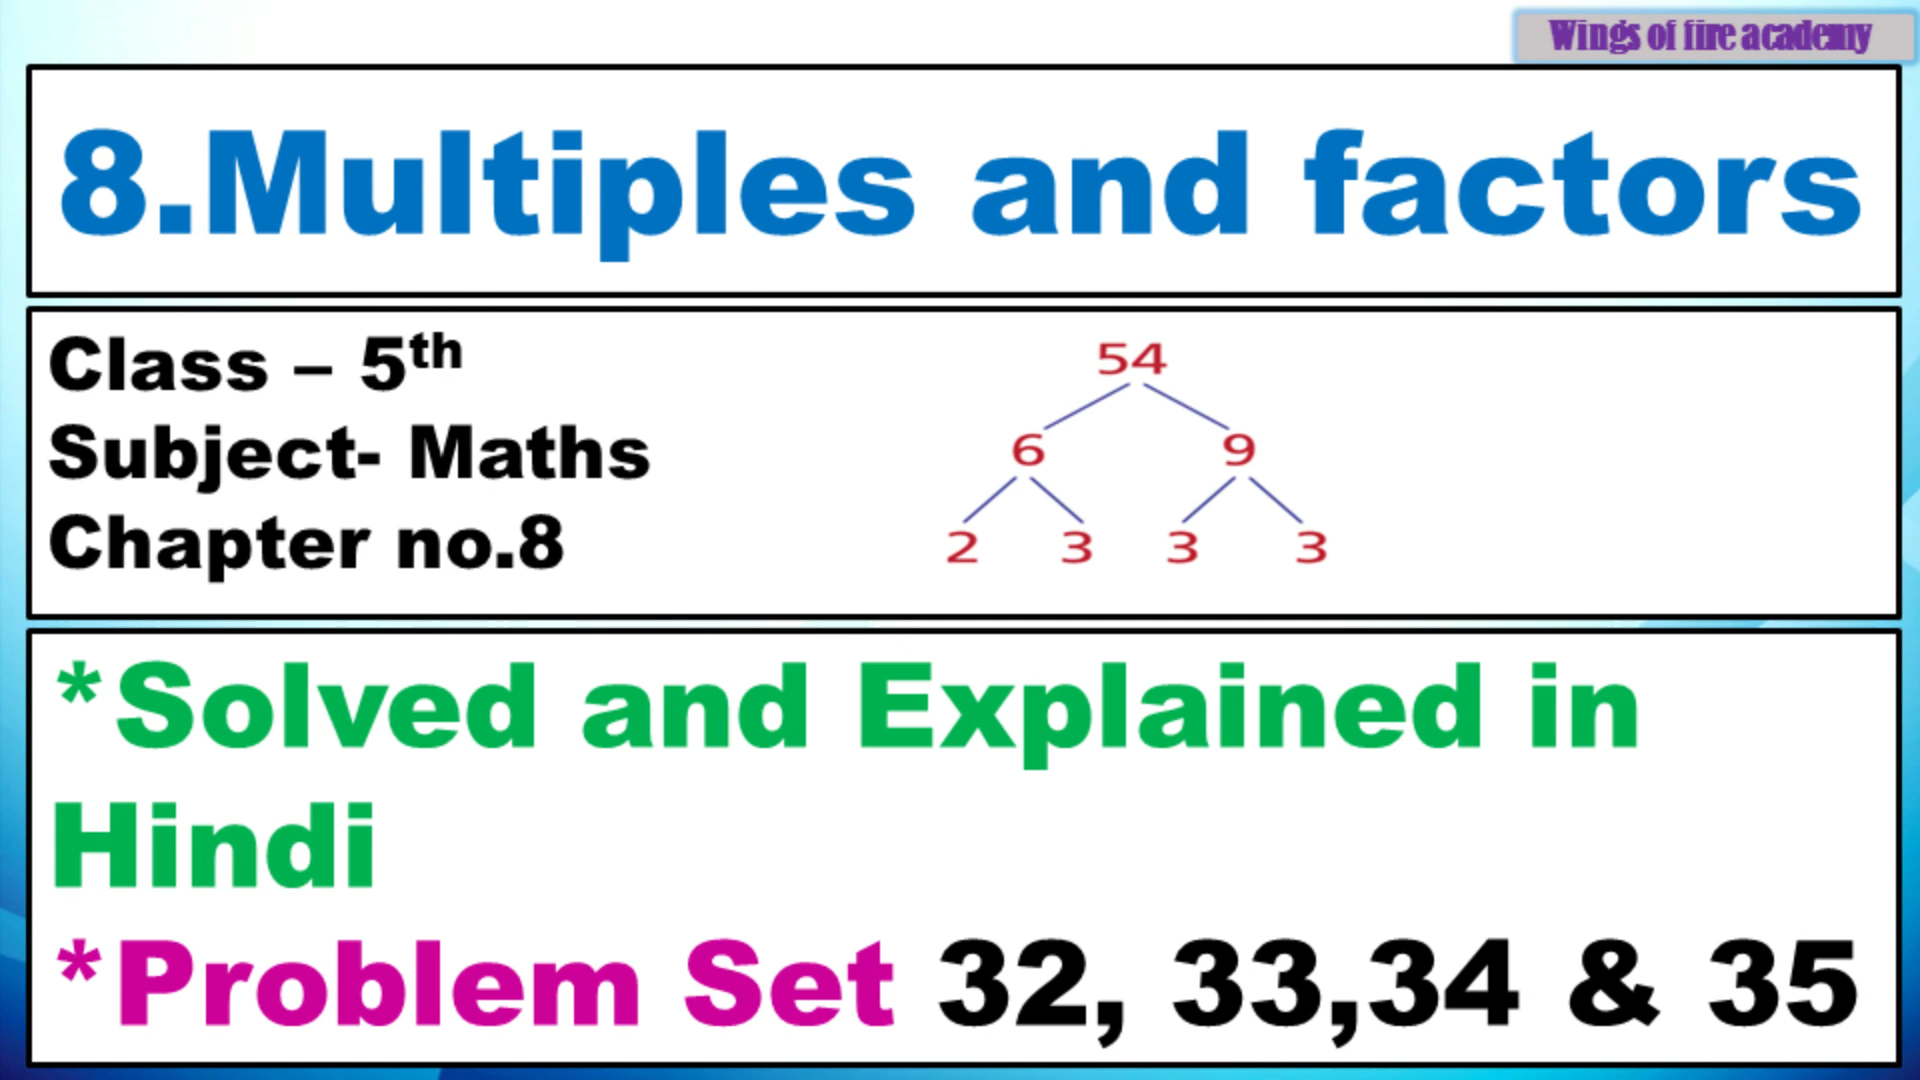 Wings of fire academy
8.Multiples and factors
Class – 5th
Subject- Maths
Chapter no.8
54
6 9
2 3 3 3
*Solved and Explained in
Hindi
*Problem Set 32, 33,34 & 35